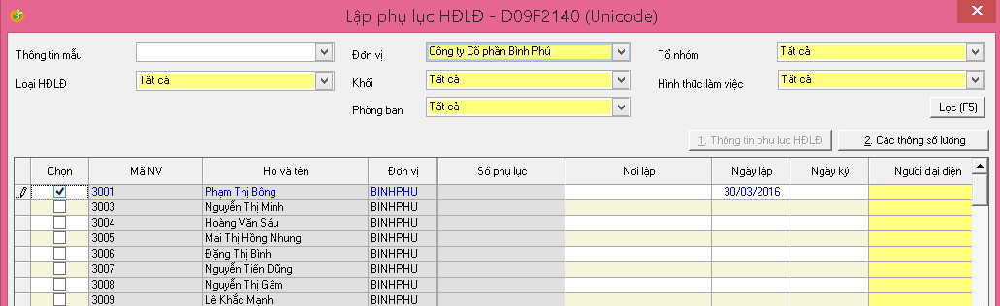 Lập phụ lục HĐLĐ - D09F2140 (Unicode)
Thông tin mẫu Đơn vị Công ty Cổ phần Bình Phú Tổ nhóm Tất cả
Loại HĐLĐ Tất cả Khối Tất cả Hình thức làm việc Tất cả
Phòng ban Tất cả Lọc (F5)
1. Thông tin phụ lục HĐLĐ 2. Các thông số lương
Chọn Mã NV Họ và tên Đơn vị Số phụ lục Nơi lập Ngày lập Ngày ký Người đại diện
3001 Phạm Thị Bông BINHPHU 30/03/2016
3003 Nguyễn Thị Minh BINHPHU
3004 Hoàng Văn Sáu BINHPHU
3005 Mai Thị Hồng Nhung BINHPHU
3006 Đặng Thị Bình BINHPHU
3007 Nguyễn Tiến Dũng BINHPHU
3008 Nguyễn Thị Gấm BINHPHU
3009 Lê Khắc Mạnh BINHPHU